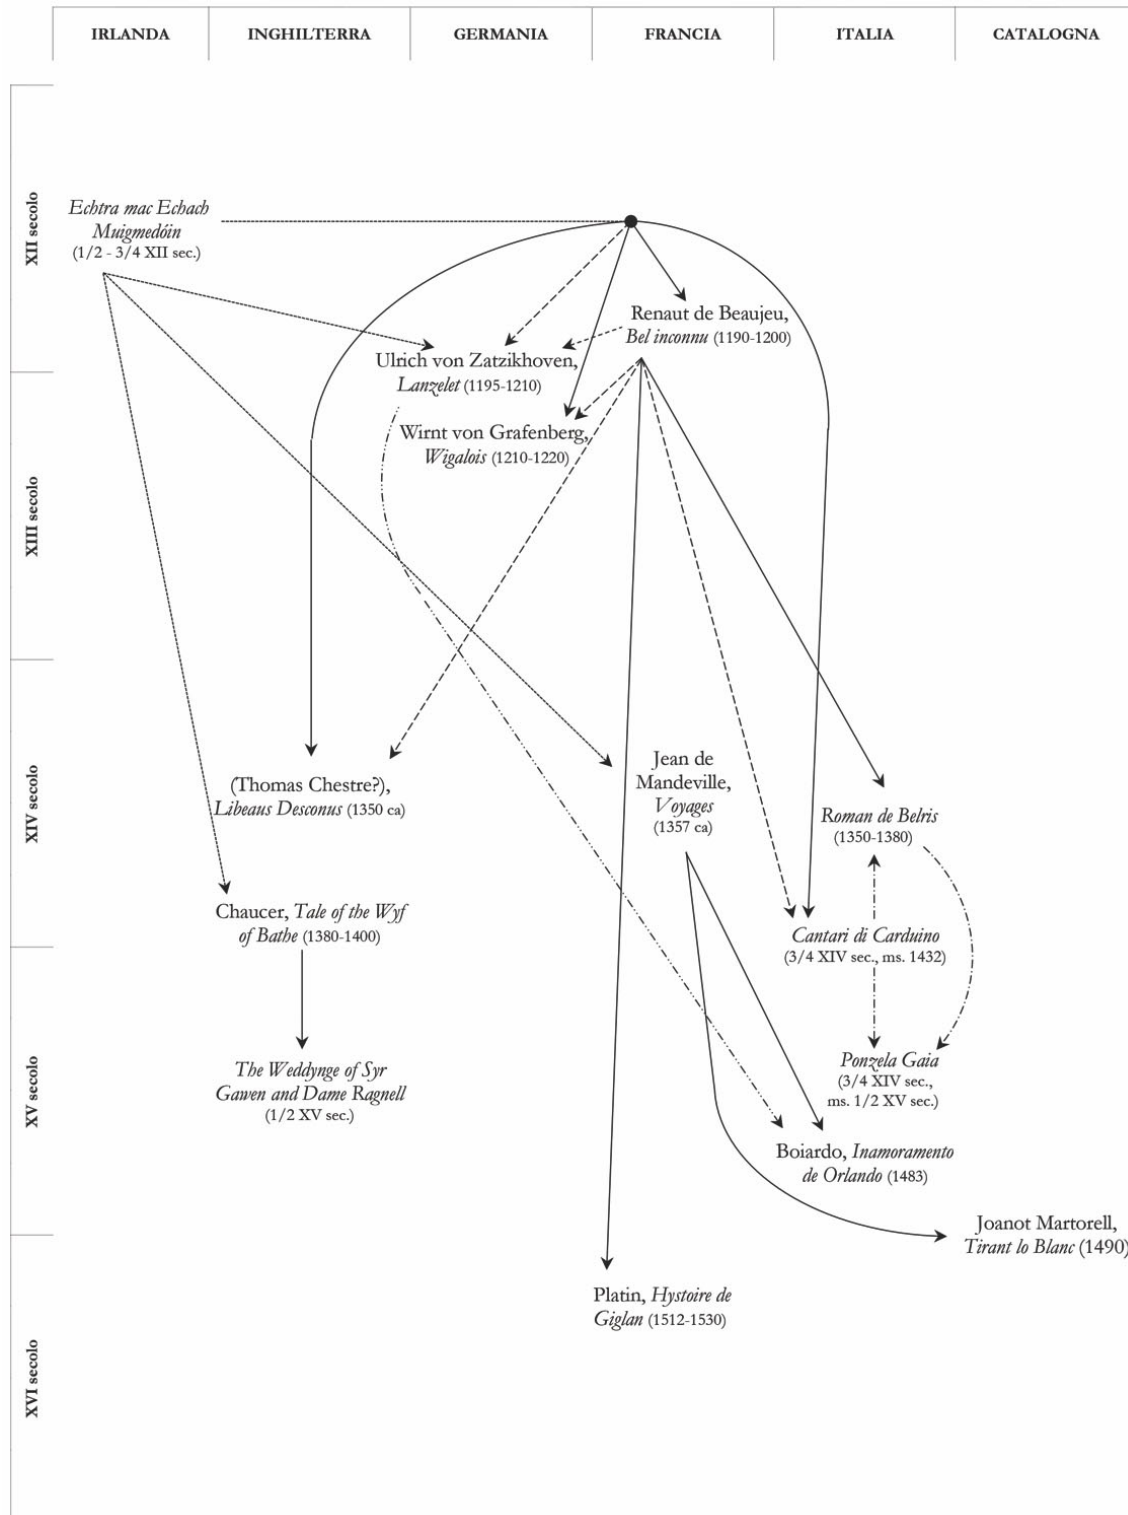 IRLANDA
INGHILTERRA
GERMANIA
FRANCIA
ITALIA
CATALOGNA
XII secolo
Echtra mac Echach
Muigmedóin
(1/2 - 3/4 XII sec.)
Renaut de Beaujeu,
Bel inconnu (1190-1200)
Ulrich von Zatzikhoven,
Lanzelet (1195-1210)
XIII secolo
Wirnt von Grafenberg,
Wigalois (1210-1220)
XIV secolo
(Thomas Chestre?),
Libeaus Desconus (1350 ca)
Jean de
Mandeville,
Voyages
(1357 ca)
Roman de Belris
(1350-1380)
Chaucer, Tale of the Wyf
of Bathe (1380-1400)
Cantari di Carduino
(3/4 XIV sec., ms. 1432)
XV secolo
The Weddynge of Syr
Gawen and Dame Ragnell
(1/2 XV sec.)
Ponzela Gaia
(3/4 XIV sec.,
ms. 1/2 XV sec.)
Boiardo, Inamoramento
de Orlando (1483)
Joanot Martorell,
Tirant lo Blanc (1490)
XVI secolo
Platin, Hystoire de
Giglan (1512-1530)